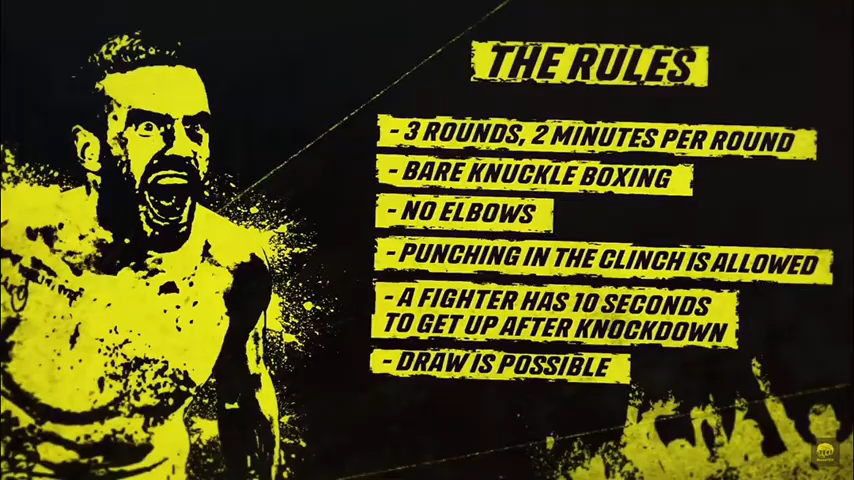 THE RULES
- 3 ROUNDS, 2 MINUTES PER ROUND
- BARE KNUCKLE BOXING
- NO ELBOWS
- PUNCHING IN THE CLINCH IS ALLOWED
- A FIGHTER HAS 10 SECONDS
TO GET UP AFTER KNOCKDOWN
- DRAW IS POSSIBLE